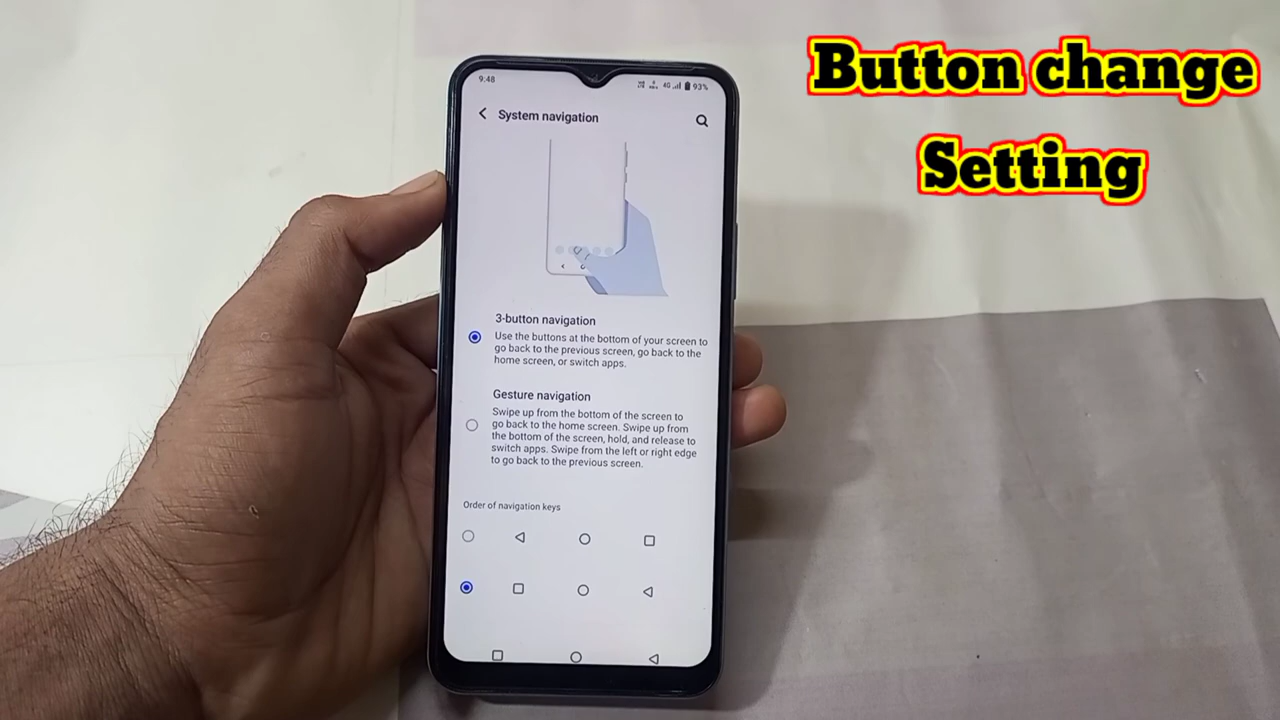 Button change
Setting
9:48
4G
93%
System navigation
3-button navigation
Use the buttons at the bottom of your screen to
go back to the previous screen, go back to the
home screen, or switch apps.
Gesture navigation
Swipe up from the bottom of the screen to
go back to the home screen. Swipe up from
the bottom of the screen, hold, and release to
switch apps. Swipe from the left or right edge
to go back to the previous screen.
Order of navigation keys